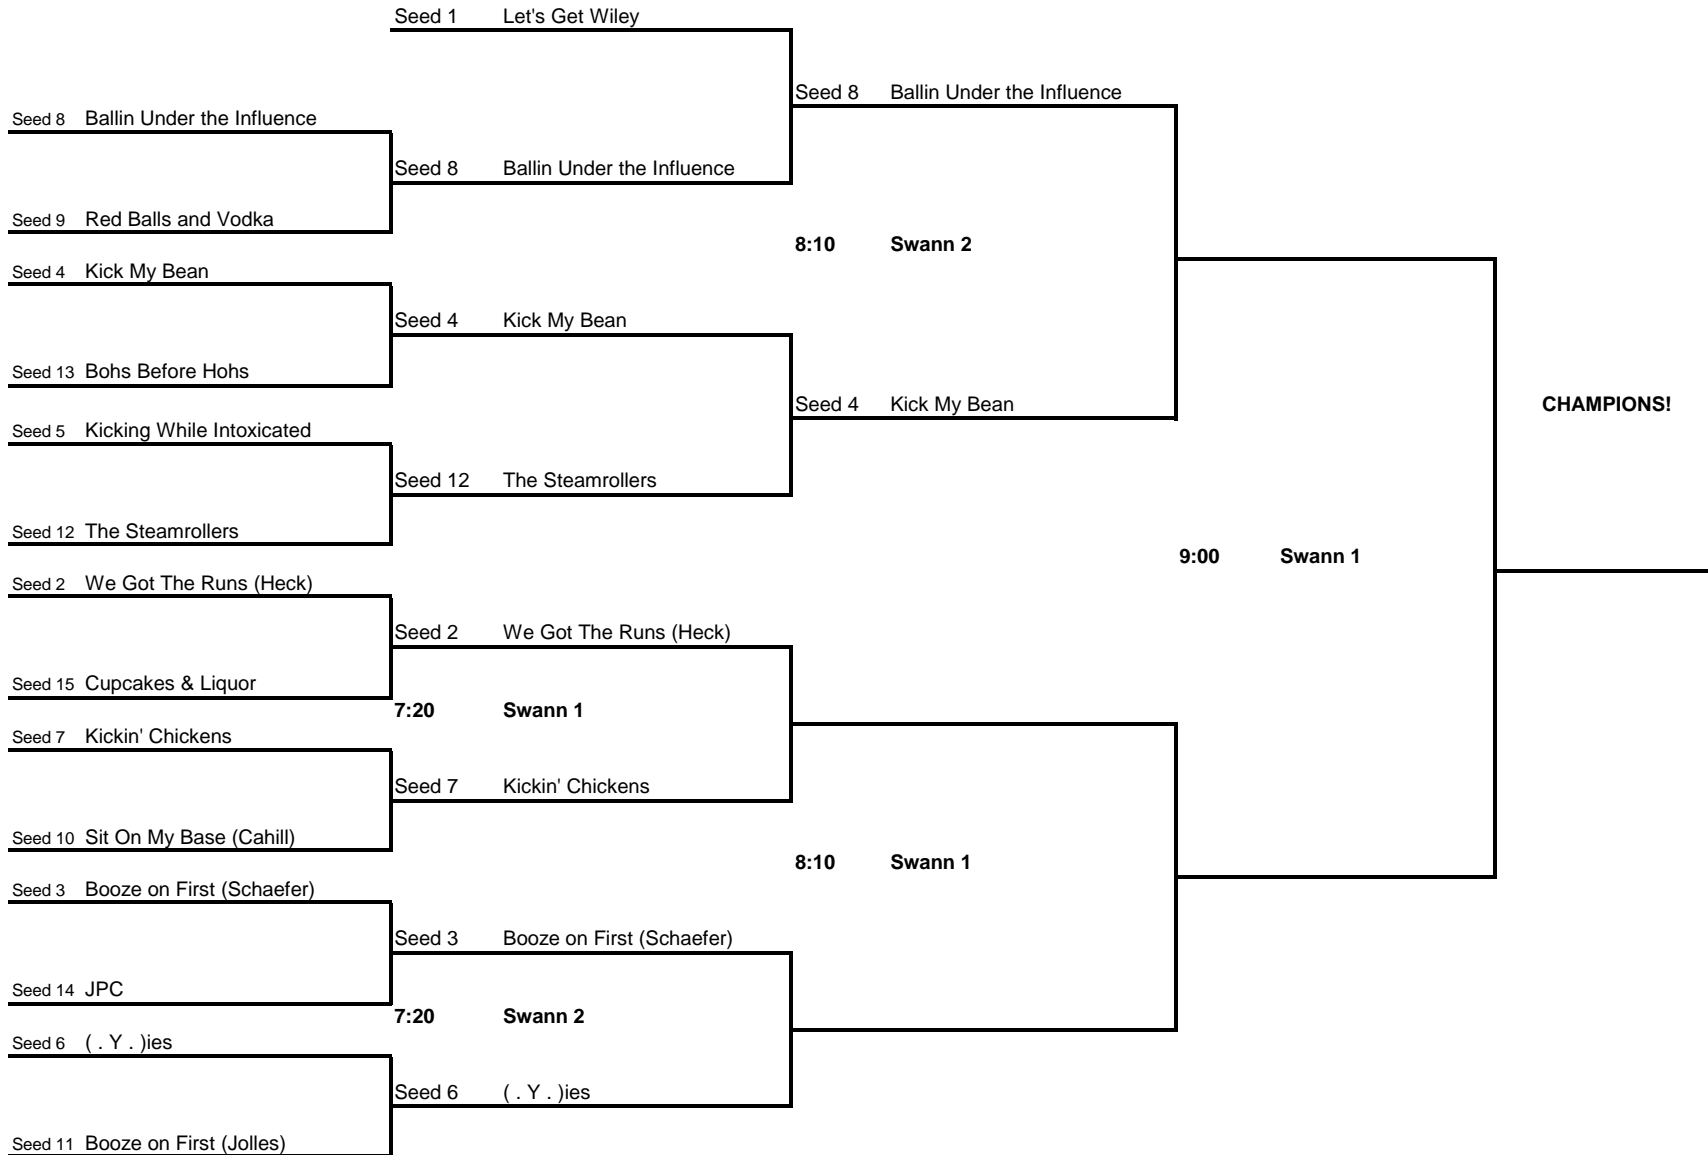 Seed 1 Let's Get Wiley
Seed 8 Ballin Under the Influence
Seed 8 Ballin Under the Influence
Seed 8 Ballin Under the Influence
Seed 9 Red Balls and Vodka
8:10 Swann 2
Seed 4 Kick My Bean
Seed 4 Kick My Bean
Seed 13 Bohs Before Hohs
Seed 4 Kick My Bean
CHAMPIONS!
Seed 5 Kicking While Intoxicated
Seed 12 The Steamrollers
Seed 12 The Steamrollers
9:00 Swann 1
Seed 2 We Got The Runs (Heck)
Seed 2 We Got The Runs (Heck)
Seed 15 Cupcakes & Liquor
7:20 Swann 1
Seed 7 Kickin' Chickens
Seed 7 Kickin' Chickens
Seed 10 Sit On My Base (Cahill)
8:10 Swann 1
Seed 3 Booze on First (Schaefer)
Seed 3 Booze on First (Schaefer)
Seed 14 JPC
7:20 Swann 2
Seed 6 ( . Y . )ies
Seed 6 ( . Y . )ies
Seed 11 Booze on First (Jolles)